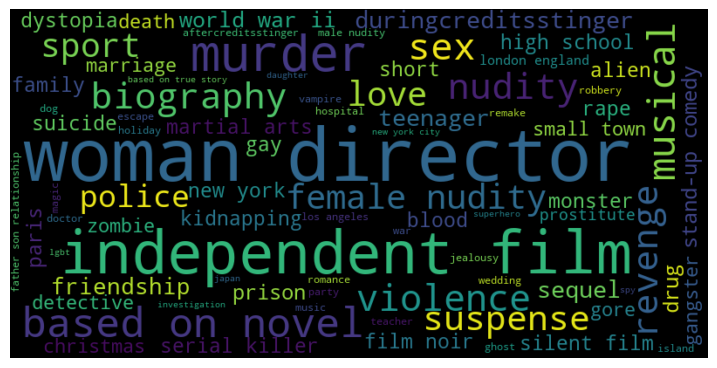 dystopia
death
world war ii
duringcreditsstinger
aftercreditsstinger
male nudity
sport
murder
sex
high school
musical
marriage
short
london england
alien
family
based on true story
daughter
nudity
robbery
biography
love
dog
escape
vampire
hospital
teenager
remake
rape
suicide
holiday
martial arts
gay
new york city
small town
stand-up comedy
woman director
police
new york
female nudity
monster
revenge
father son relationship
magic
paris
zombie
kidnapping
los angeles
blood
superhero
prostitute
doctor
war
lgbt
independent film
jealousy
friendship
japan
romance
wedding
spy
drug
gangster
detective
investigation
prison
party
violence
sequel
music
gore
based on novel
teacher
suspense
christmas
serial killer
film noir
ghost
silent film
island